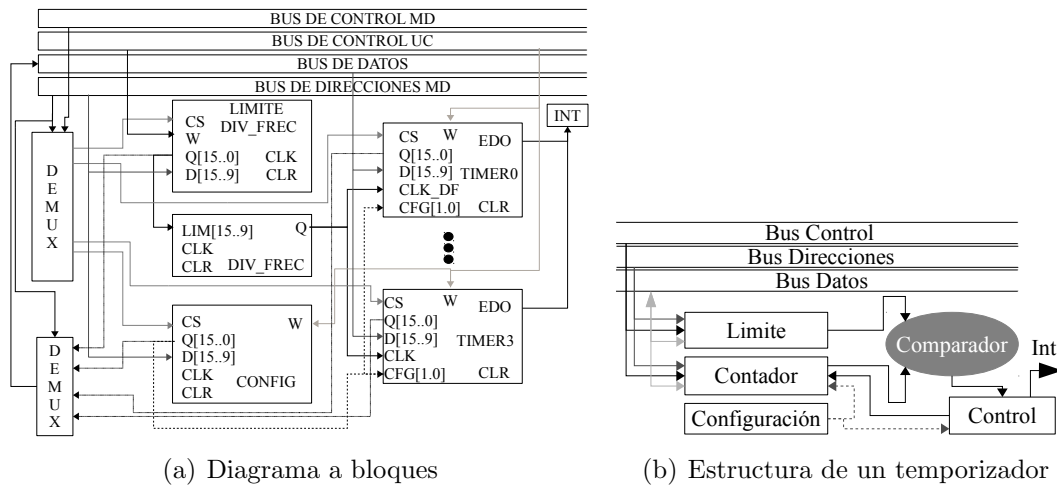 BUS DE CONTROL MD
BUS DE CONTROL UC
BUS DE DATOS
BUS DE DIRECCIONES MD
DEMUX
LIMITE
DIV_FREC
CS
W
Q[15..0]
D[15..9]
CLK
CLR
LIM[15..9]
Q
CLK
CLR
DIV_FREC
CS
W
Q[15..0]
D[15..9]
CLK
CLR
CONFIG
DEMUX
INT
CS
W
EDO
Q[15..0]
D[15..9]
TIMER0
CLK_DF
CFG[1.0]
CLR
CS
W
EDO
Q[15..0]
D[15..9]
TIMER3
CLK
CFG[1.0]
CLR
(a) Diagrama a bloques
Bus Control
Bus Direcciones
Bus Datos
Limite
Comparador
Int
Contador
Configuración
Control
(b) Estructura de un temporizador